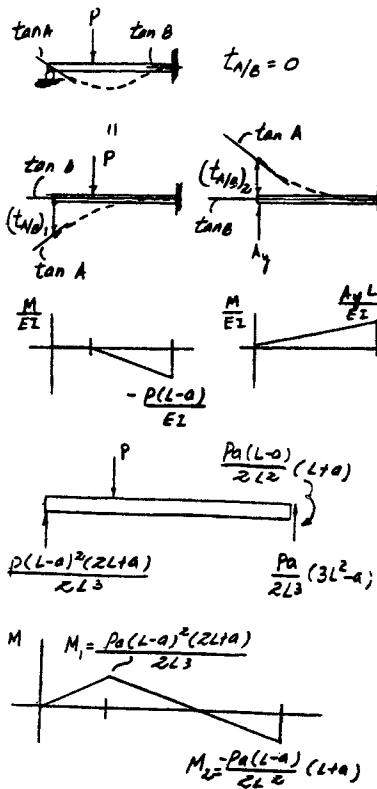 tan A
P
tan B
t_{A/B} = 0
=
tan B
P
(t_{A/B})_1
tan A
tan A
(t_{A/B})_2
tan B
A_y
M/EI
-P(L-a)/EI
M/EI
A_y L/EI
P
Pa(L-a)/2L^2 (L+a)
P(L-a)^2(2L+a)/2L^3
Pa/2L^3 (3L^2-a;
M
M_1 = Pa(L-a)^2(2L+a)/2L^3
M_2 = -Pa(L-a)/2L^2 (L+a)